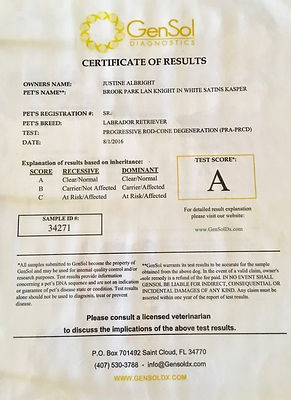 GenSol
DIAGNOSTICS
CERTIFICATE OF RESULTS
OWNERS NAME: JUSTINE ALBRIGHT
PET'S NAME**: BROOK PARK LAN KNIGHT IN WHITE SATINS KASPER
PET'S REGISTRATION #: SR:
PET'S BREED: LABRADOR RETRIEVER
TEST: PROGRESSIVE ROD-CONE DEGENERATION (PRA-PRCD)
DATE: 8/1/2016
Explanation of results based on inheritance:
SCORE RECESSIVE DOMINANT
A Clear/Normal Clear/Normal
B Carrier/Not Affected Carrier/Affected
C At Risk/Affected At Risk/Affected
TEST SCORE*:
A
For detailed result explanation
please visit our website:
www.GenSolDx.com
SAMPLE ID#:
34271
*All samples submitted to Gensol become the property of
GenSol and may be used for internal quality control and/or
research purposes. Test results provide information
concerning a pet's DNA sequence and are not an indication
or guarantee of pet's disease state or condition. Test results
alone should not be used to diagnose, treat or prevent
disease.
**GenSol warrants its test results to be accurate for the sample
obtained from the above dog. In the event of a valid claim, owner's
sole remedy is a refund of the fee paid. IN NO EVENT SHALL
GENSOL BE LIABLE FOR INDIRECT, CONSEQUENTIAL OR
INCIDENTAL DAMAGES OF ANY KIND. Any claim must be
asserted within one year of the report of test results.
Please consult a licensed veterinarian
to discuss the implications of the above test results.
P.O. Box 701492 Saint Cloud, FL 34770
(407) 530-3788 - info@Gensoldx.com
WWW.GENSOLDX.COM